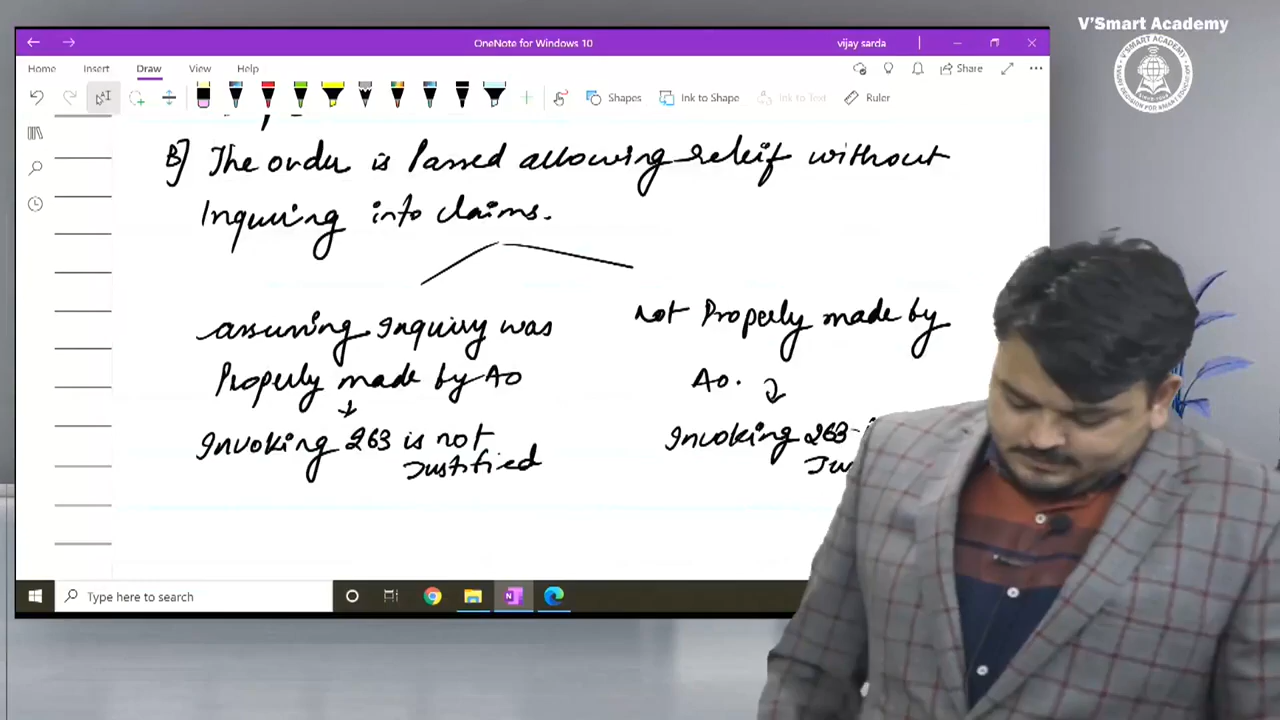 V'Smart Academy
OneNote for Windows 10
vijay sarda
Home Insert Draw View Help
Share
Shapes
Ink to Shape
Ink to Text
Ruler
B] The order is Passed allowing releif without
Inquiring into claims.
assuming Inquiry was
Properly made by AO
Invoking 263 is not
Justified
not Properly made by
AO.
Invoking 263
Type here to search